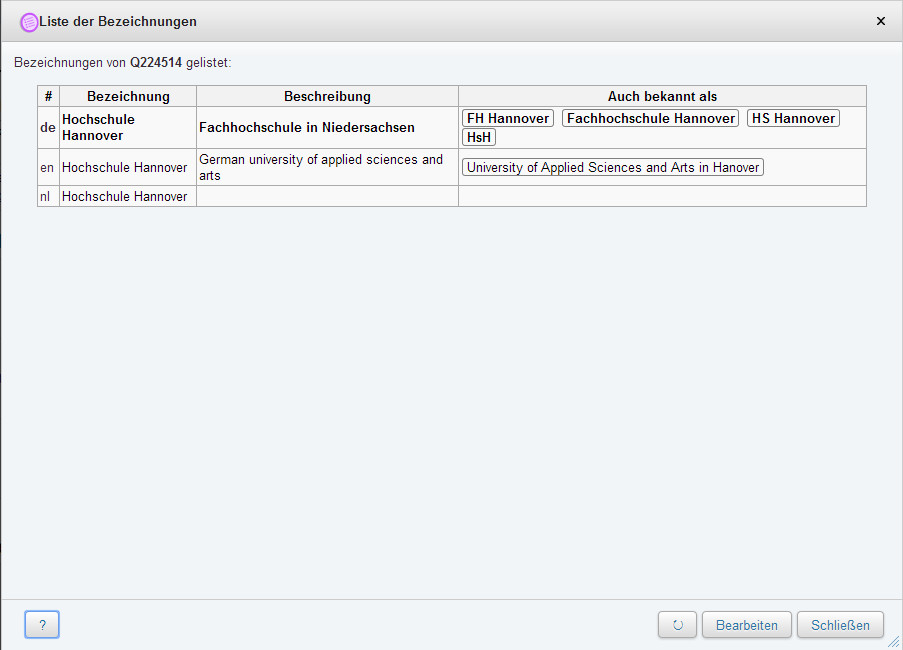 Liste der Bezeichnungen ×
Bezeichnungen von Q224514 gelistet:
# Bezeichnung Beschreibung Auch bekannt als
de Hochschule Hannover Fachhochschule in Niedersachsen FH Hannover Fachhochschule Hannover HS Hannover HsH
en Hochschule Hannover German university of applied sciences and arts University of Applied Sciences and Arts in Hanover
nl Hochschule Hannover
? Bearbeiten Schließen